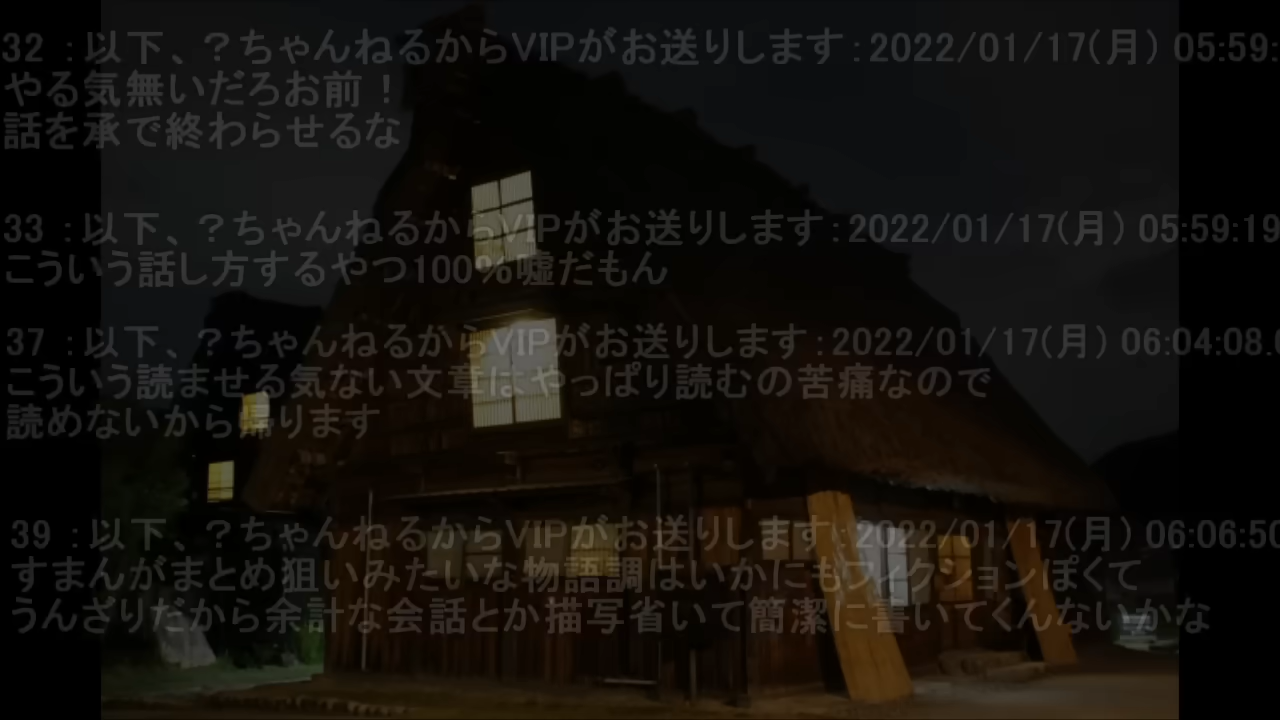 32 ：以下、？ちゃんねるからVIPがお送りします：2022/01/17(月) 05:59:
やる気無いだろお前！
話を承で終わらせるな
33 ：以下、？ちゃんねるからVIPがお送りします：2022/01/17(月) 05:59:19
こういう話し方するやつ100%嘘だもん
37 ：以下、？ちゃんねるからVIPがお送りします：2022/01/17(月) 06:04:08.
こういう読ませる気ない文章はやっぱり読むの苦痛なので
読めないから帰ります
39 ：以下、？ちゃんねるからVIPがお送りします：2022/01/17(月) 06:06:50
すまんがまとめ狙いみたいな物語調はいかにもフィクションぽくて
うんざりだから余計な会話とか描写省いて簡潔に書いてくんないかな